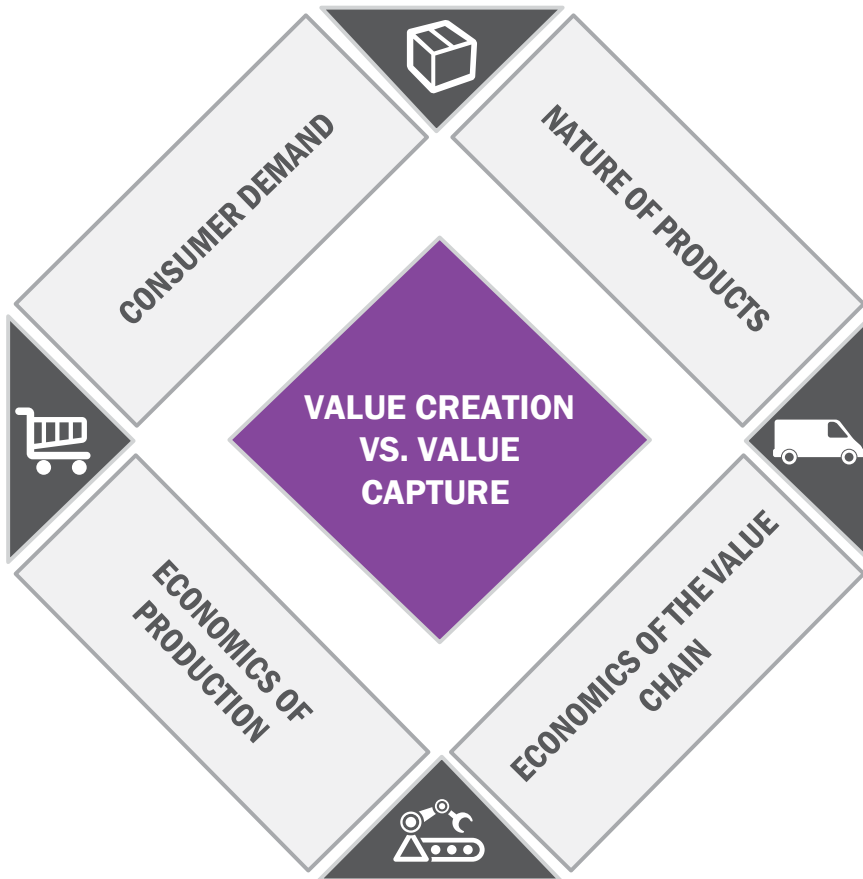 CONSUMER DEMAND
NATURE OF PRODUCTS
VALUE CREATION
VS. VALUE
CAPTURE
ECONOMICS OF
PRODUCTION
ECONOMICS OF THE VALUE
CHAIN